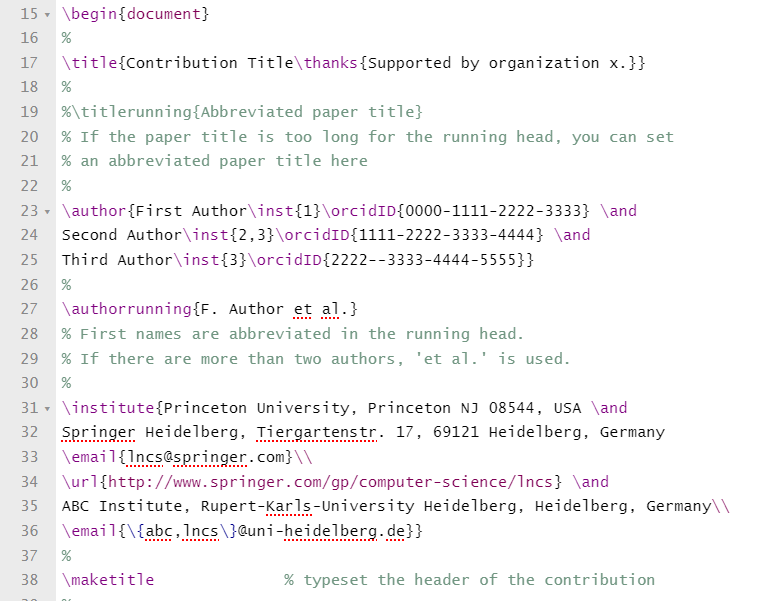 15 \begin{document}
16 %
17 \title{Contribution Title\thanks{Supported by organization x.}}
18 %
19 %\titlerunning{Abbreviated paper title}
20 % If the paper title is too long for the running head, you can set
21 % an abbreviated paper title here
22 %
23 \author{First Author\inst{1}\orcidID{0000-1111-2222-3333} \and
24 Second Author\inst{2,3}\orcidID{1111-2222-3333-4444} \and
25 Third Author\inst{3}\orcidID{2222--3333-4444-5555}}
26 %
27 \authorrunning{F. Author et al.}
28 % First names are abbreviated in the running head.
29 % If there are more than two authors, 'et al.' is used.
30 %
31 \institute{Princeton University, Princeton NJ 08544, USA \and
32 Springer Heidelberg, Tiergartenstr. 17, 69121 Heidelberg, Germany
33 \email{lncs@springer.com}\\
34 \url{http://www.springer.com/gp/computer-science/lncs} \and
35 ABC Institute, Rupert-Karls-University Heidelberg, Heidelberg, Germany\\
36 \email{\{abc,lncs\}@uni-heidelberg.de}}
37 %
38 \maketitle % typeset the header of the contribution
39 %